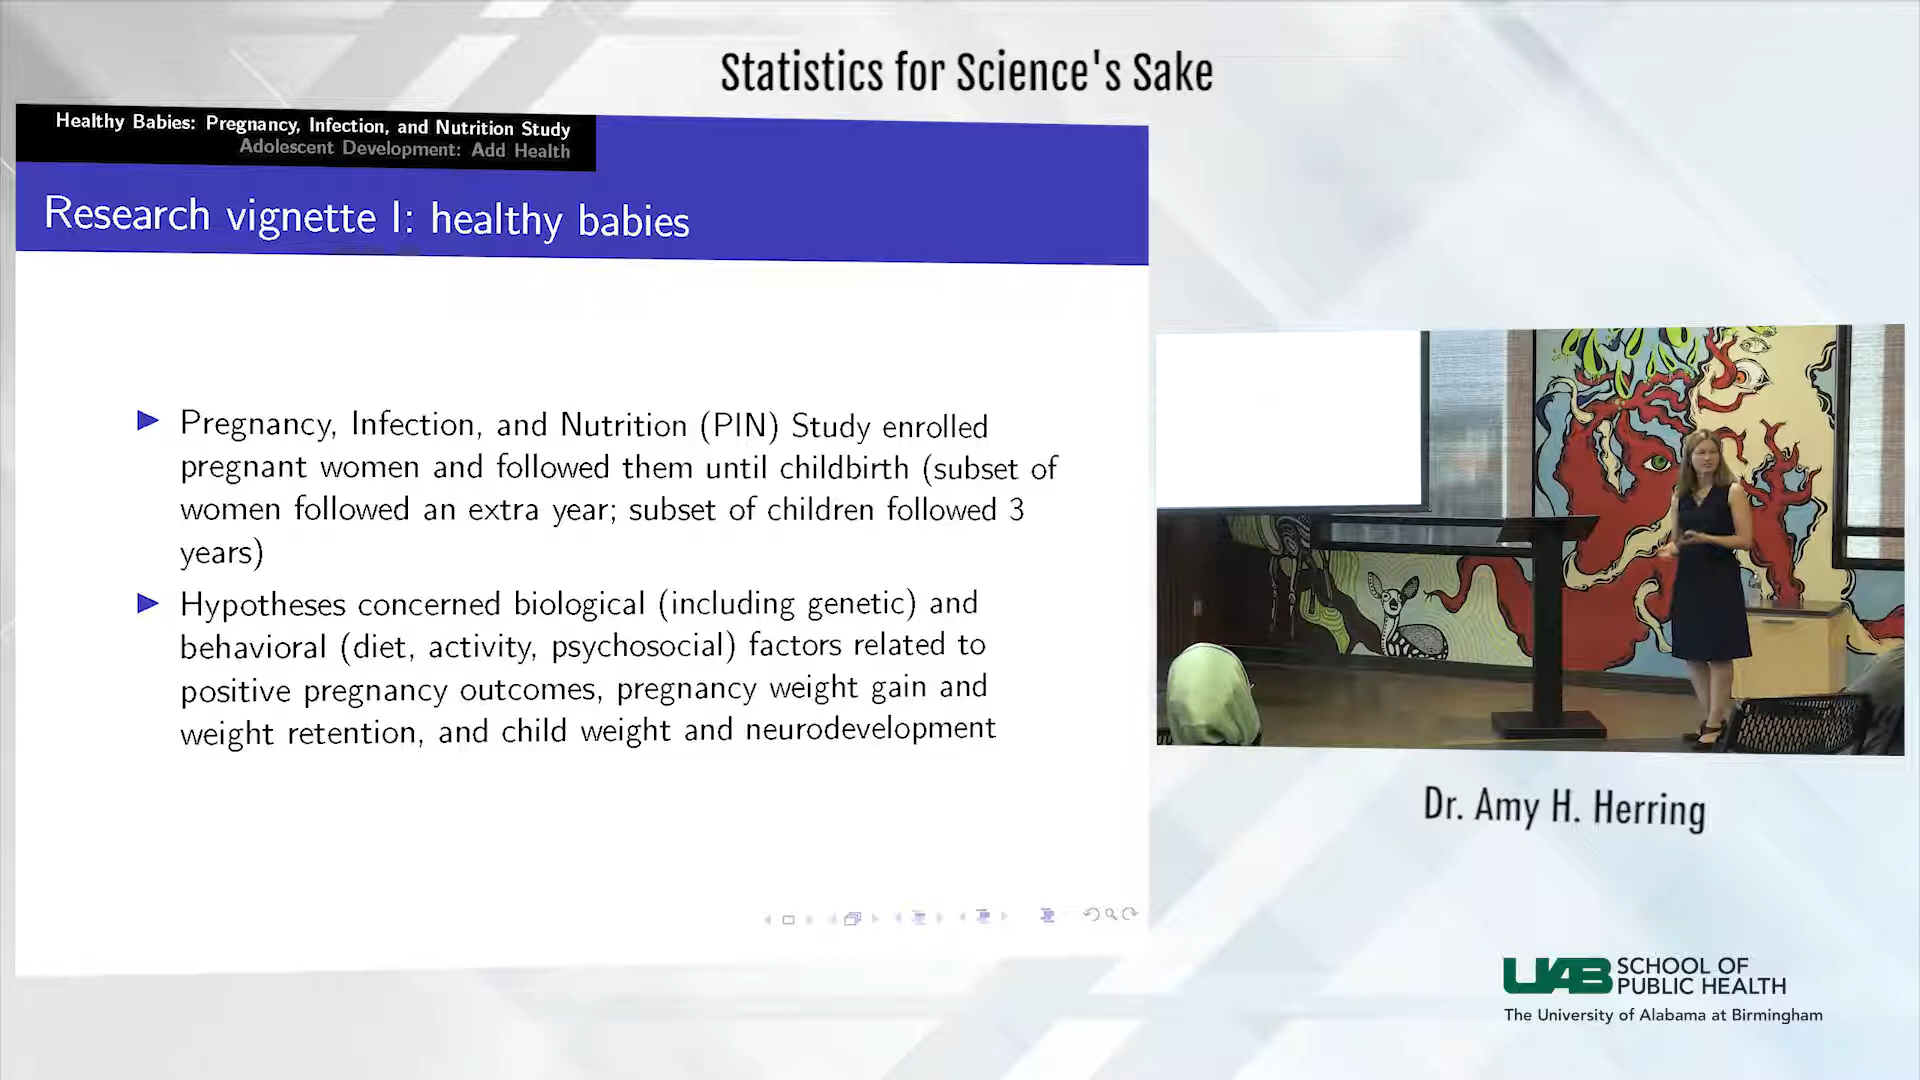 Statistics for Science's Sake
Healthy Babies: Pregnancy, Infection, and Nutrition Study
Adolescent Development: Add Health
Research vignette I: healthy babies
Pregnancy, Infection, and Nutrition (PIN) Study enrolled
pregnant women and followed them until childbirth (subset of
women followed an extra year; subset of children followed 3
years)
Hypotheses concerned biological (including genetic) and
behavioral (diet, activity, psychosocial) factors related to
positive pregnancy outcomes, pregnancy weight gain and
weight retention, and child weight and neurodevelopment
Dr. Amy H. Herring
UAB SCHOOL OF
PUBLIC HEALTH
The University of Alabama at Birmingham